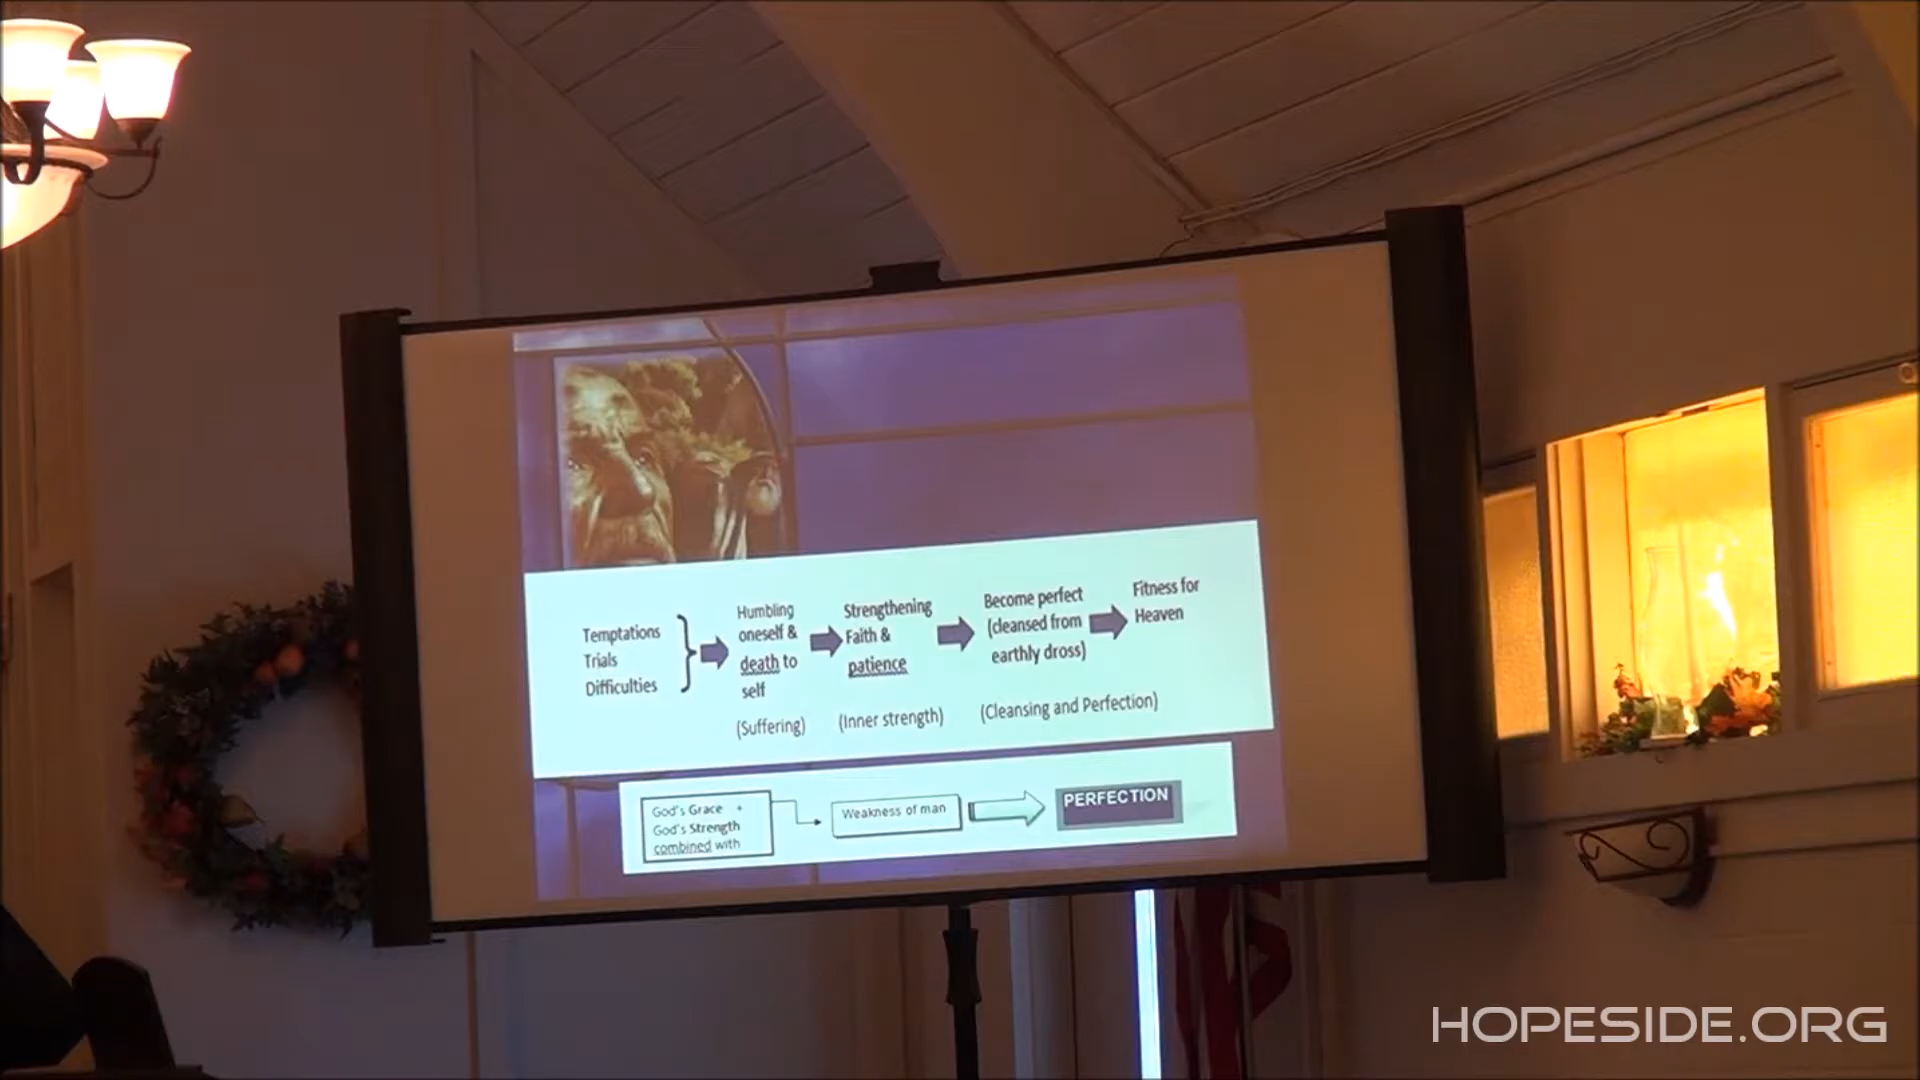 Temptations
Trials
Difficulties
Humbling
oneself &
death to
self
(Suffering)
Strengthening
Faith &
patience
(Inner strength)
Become perfect
(cleansed from
earthly dross)
(Cleansing and Perfection)
Fitness for
Heaven
God's Grace +
God's Strength
combined with
Weakness of man
PERFECTION
HOPESIDE.ORG